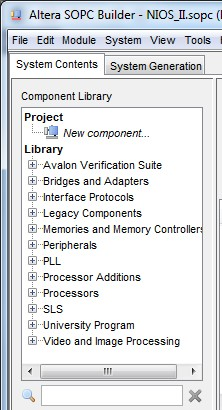 Altera SOPC Builder - NIOS_II.sopc
File Edit Module System View Tools
System Contents System Generation
Component Library
Project
New component...
Library
Avalon Verification Suite
Bridges and Adapters
Interface Protocols
Legacy Components
Memories and Memory Controllers
Peripherals
PLL
Processor Additions
Processors
SLS
University Program
Video and Image Processing